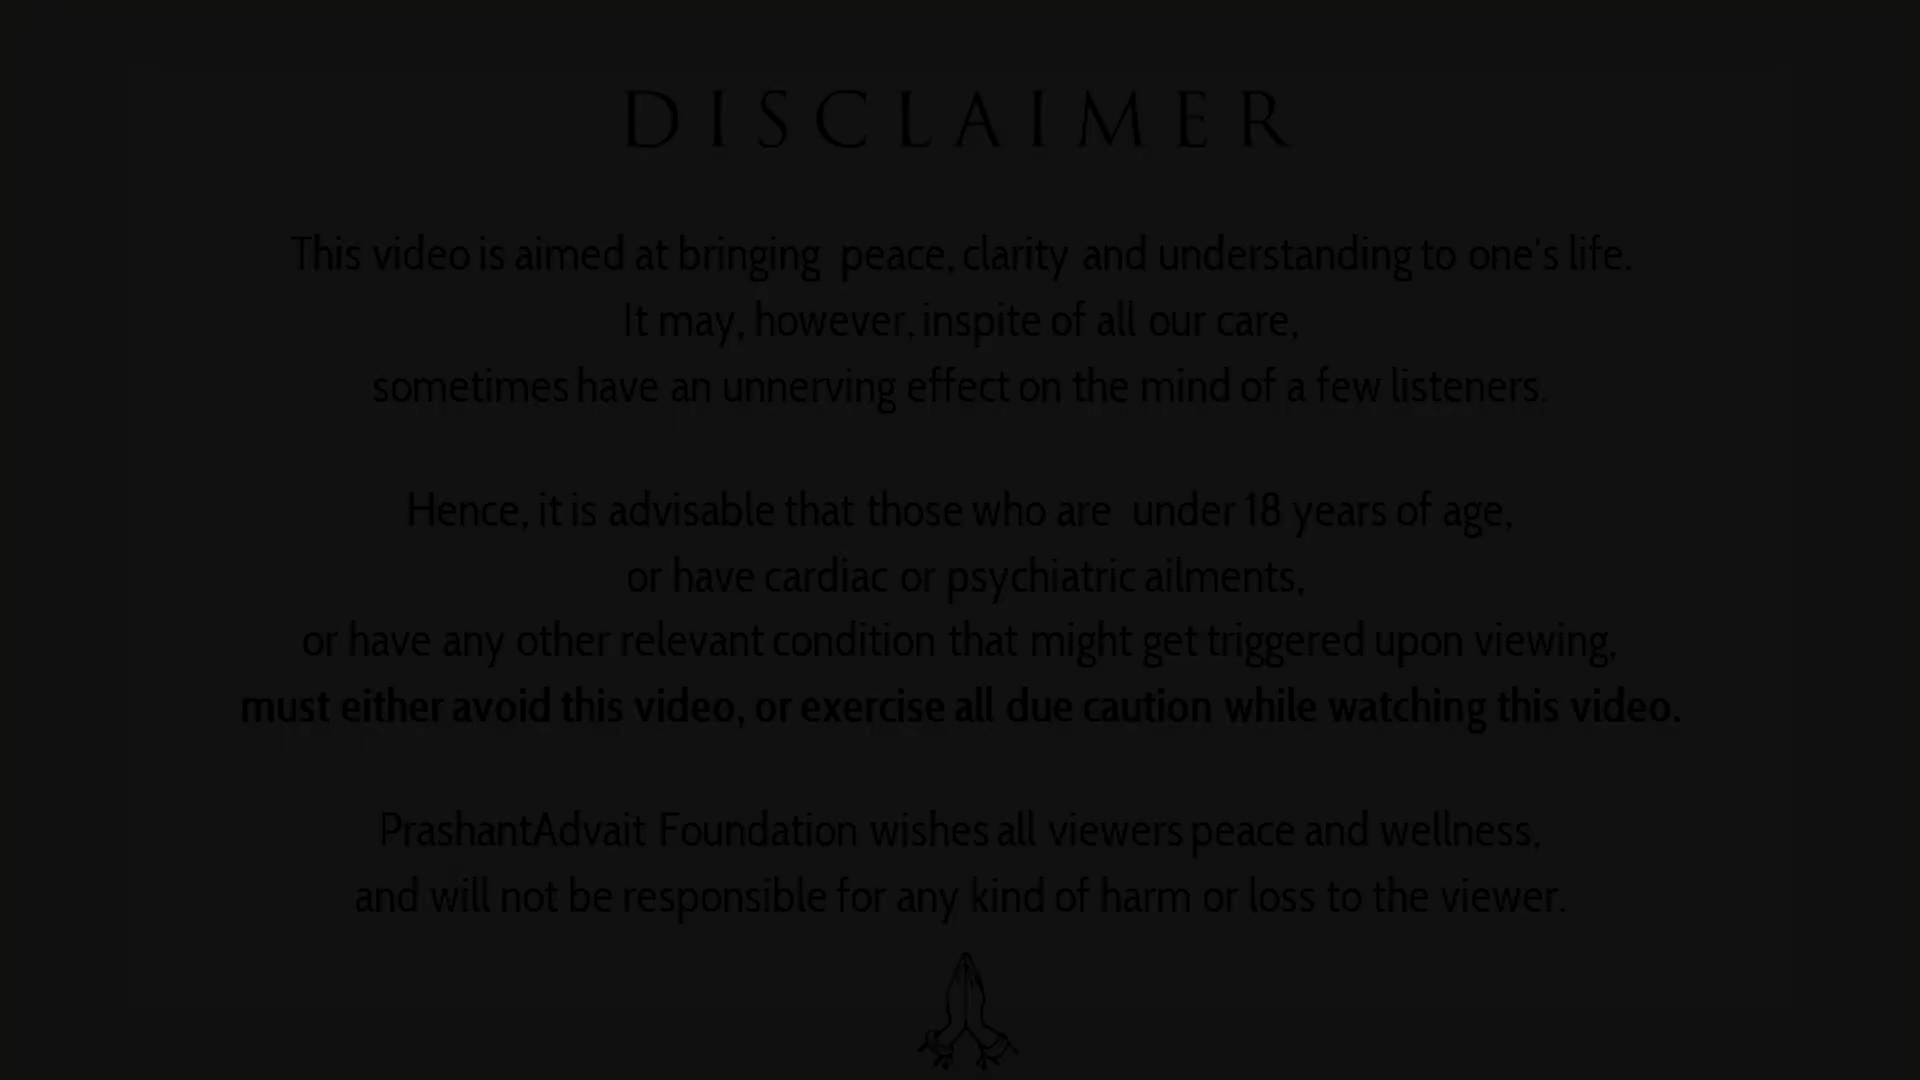 DISCLAIMER
This video is aimed at bringing peace, clarity and understanding to one's life.
It may, however, inspite of all our care,
sometimes have an unnerving effect on the mind of a few listeners.
Hence, it is advisable that those who are under 18 years of age,
or have cardiac or psychiatric ailments,
or have any other relevant condition that might get triggered upon viewing,
must either avoid this video, or exercise all due caution while watching this video.
PrashantAdvait Foundation wishes all viewers peace and wellness,
and will not be responsible for any kind of harm or loss to the viewer.